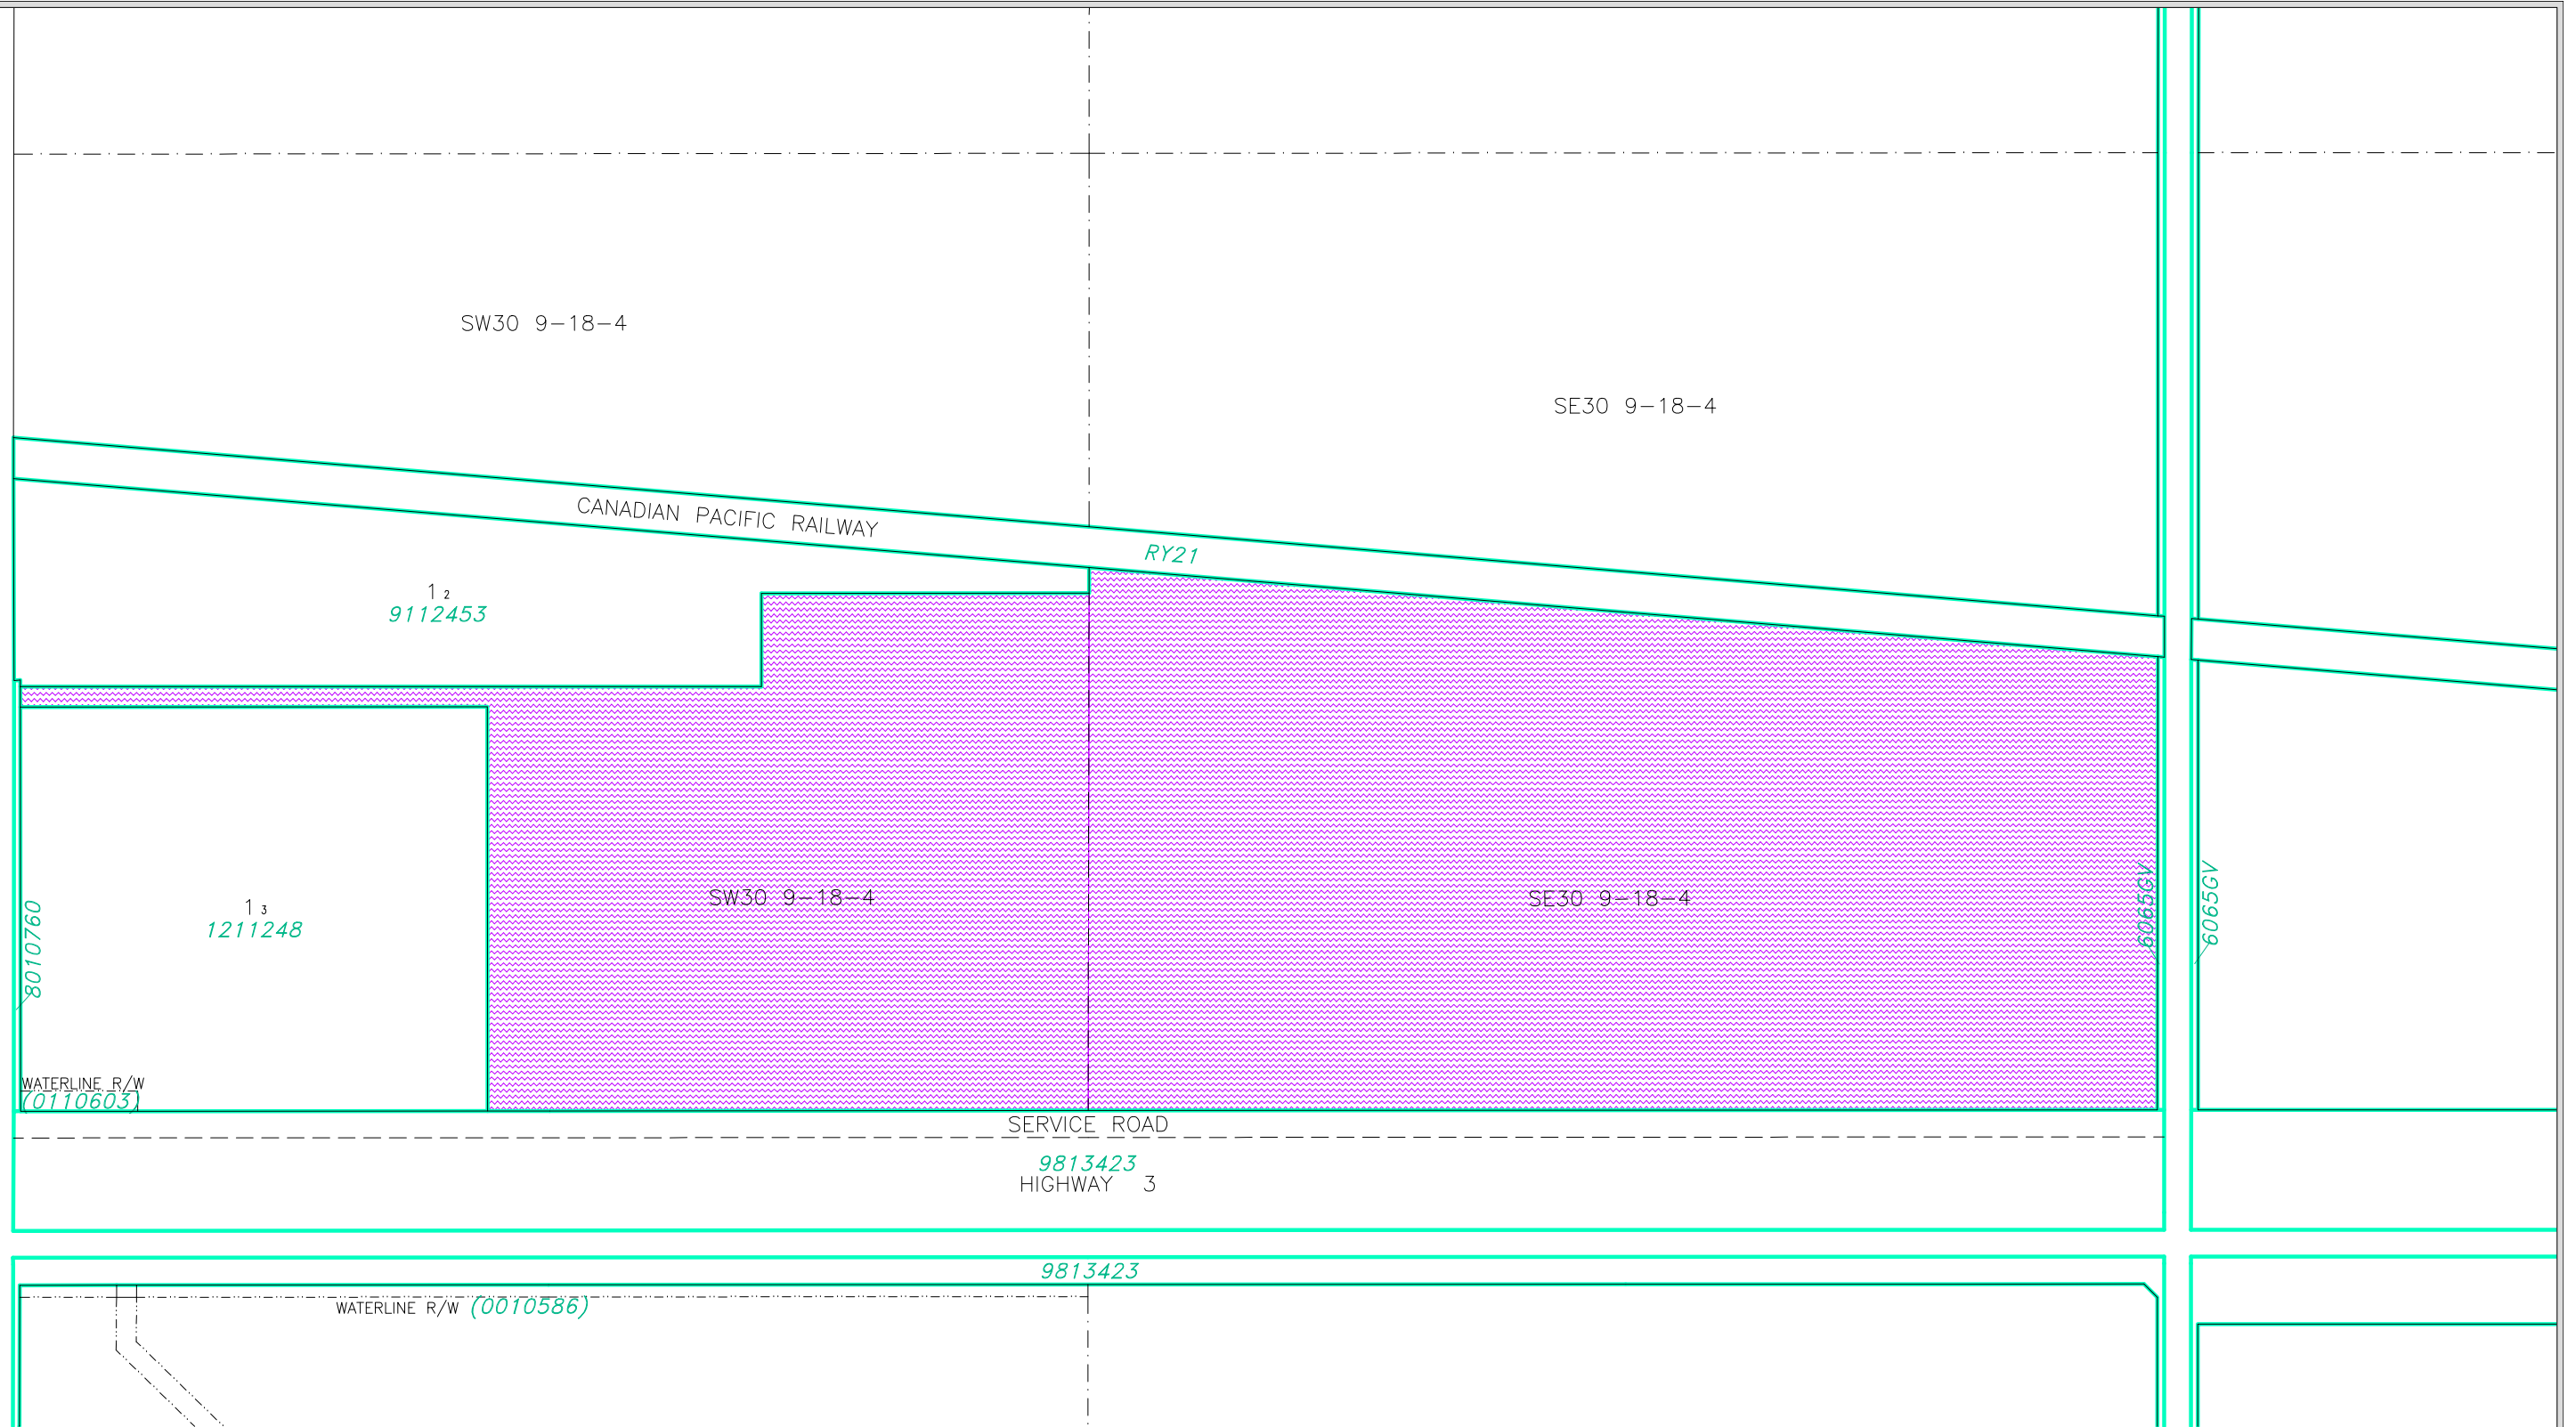 SW30 9-18-4
SE30 9-18-4
CANADIAN PACIFIC RAILWAY
RY21
1 2
9112453
SW30 9-18-4
SE30 9-18-4
1 3
1211248
8010760
6065GV
6065GV
WATERLINE R/W
(0110603)
SERVICE ROAD
9813423
HIGHWAY 3
9813423
WATERLINE R/W (0010586)